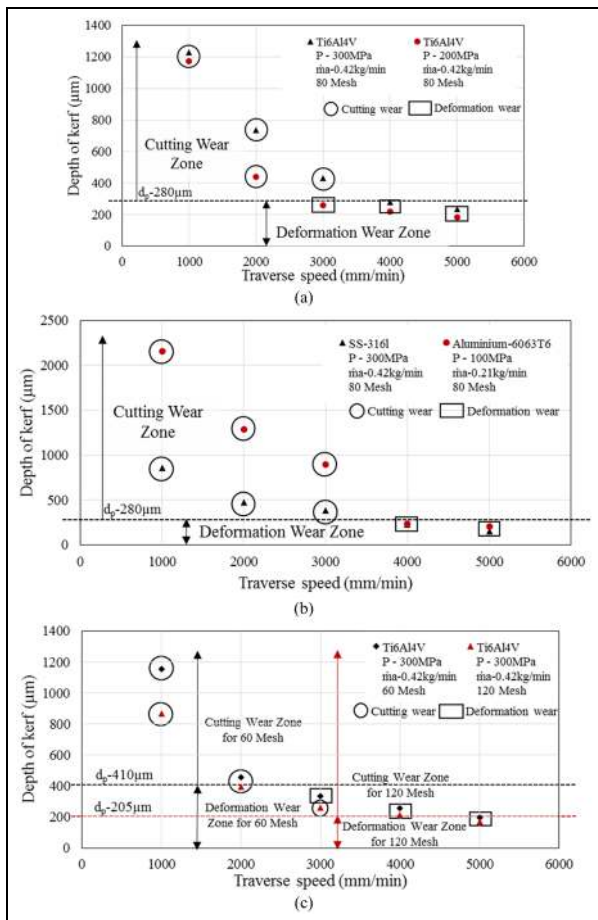 1400
1200
1000
800
600
400
200
0
Depth of kerf (µm)
▲Ti6Al4V
P - 300MPa
ṁa-0.42kg/min
80 Mesh
●Ti6Al4V
P - 200MPa
ṁa-0.42kg/min
80 Mesh
Cutting wear
Deformation wear
Cutting Wear
Zone
dp-280µm
Deformation Wear Zone
0 1000 2000 3000 4000 5000 6000
Traverse speed (mm/min)
(a)
2500
2000
1500
1000
500
0
Depth of kerf (µm)
▲SS-316l
P - 300MPa
ṁa-0.42kg/min
80 Mesh
●Aluminium-6063T6
P - 100MPa
ṁa-0.21kg/min
80 Mesh
Cutting wear
Deformation wear
Cutting Wear
Zone
dp-280µm
Deformation Wear Zone
0 1000 2000 3000 4000 5000 6000
Traverse speed (mm/min)
(b)
1400
1200
1000
800
600
400
200
0
Depth of kerf (µm)
◆Ti6Al4V
P - 300MPa
ṁa-0.42kg/min
60 Mesh
▲Ti6Al4V
P - 300MPa
ṁa-0.42kg/min
120 Mesh
Cutting wear
Deformation wear
Cutting Wear Zone
for 60 Mesh
dp-410µm
Cutting Wear Zone
for 120 Mesh
Deformation Wear
Zone for 60 Mesh
dp-205µm
Deformation Wear Zone
for 120 Mesh
0 1000 2000 3000 4000 5000 6000
Traverse speed (mm/min)
(c)